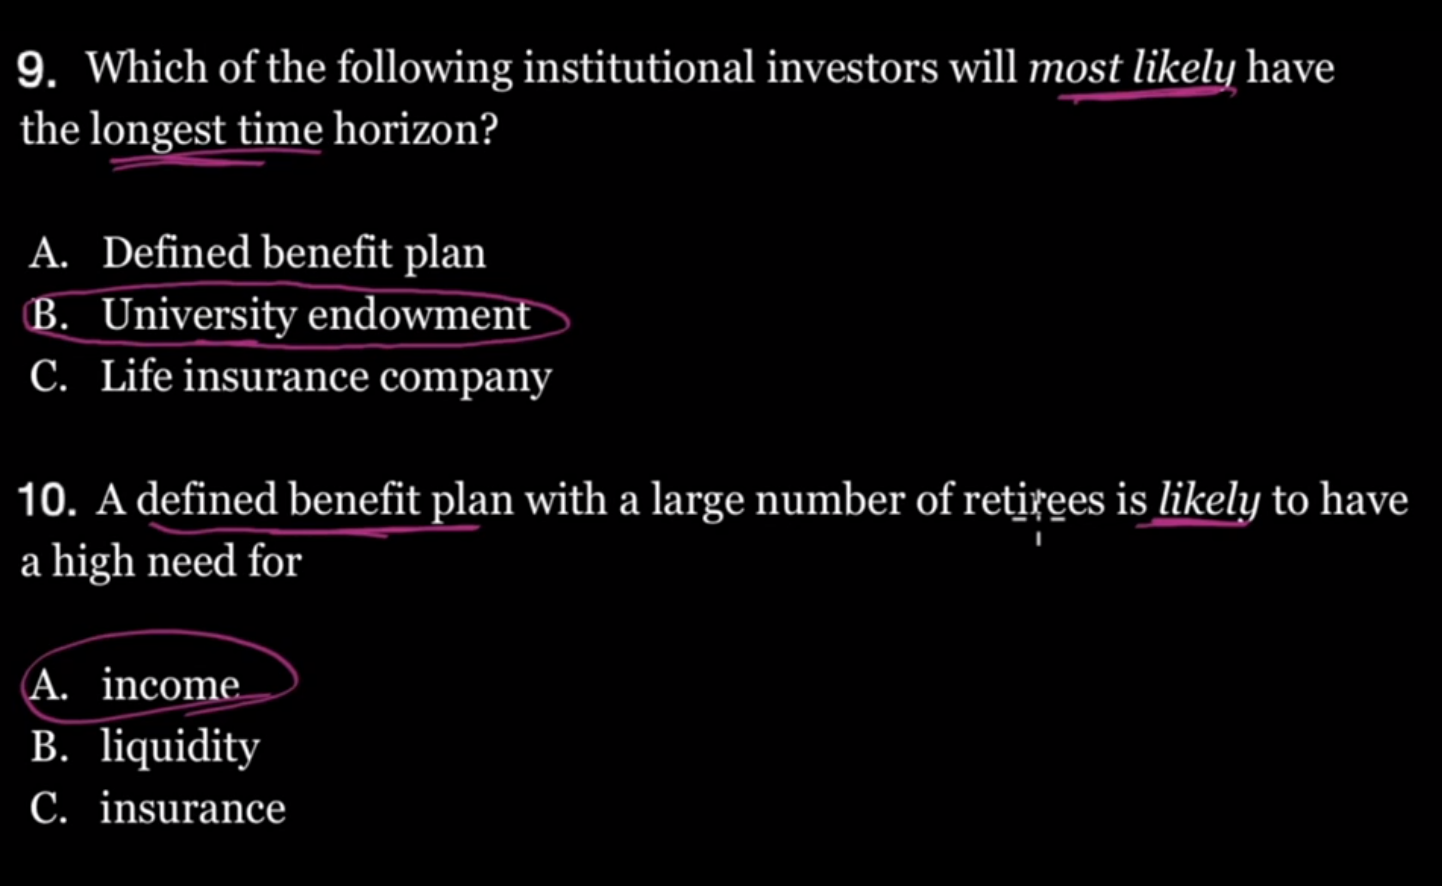 9. Which of the following institutional investors will most likely have
the longest time horizon?
A. Defined benefit plan
B. University endowment
C. Life insurance company
10. A defined benefit plan with a large number of retirees is likely to have
a high need for
A. income
B. liquidity
C. insurance